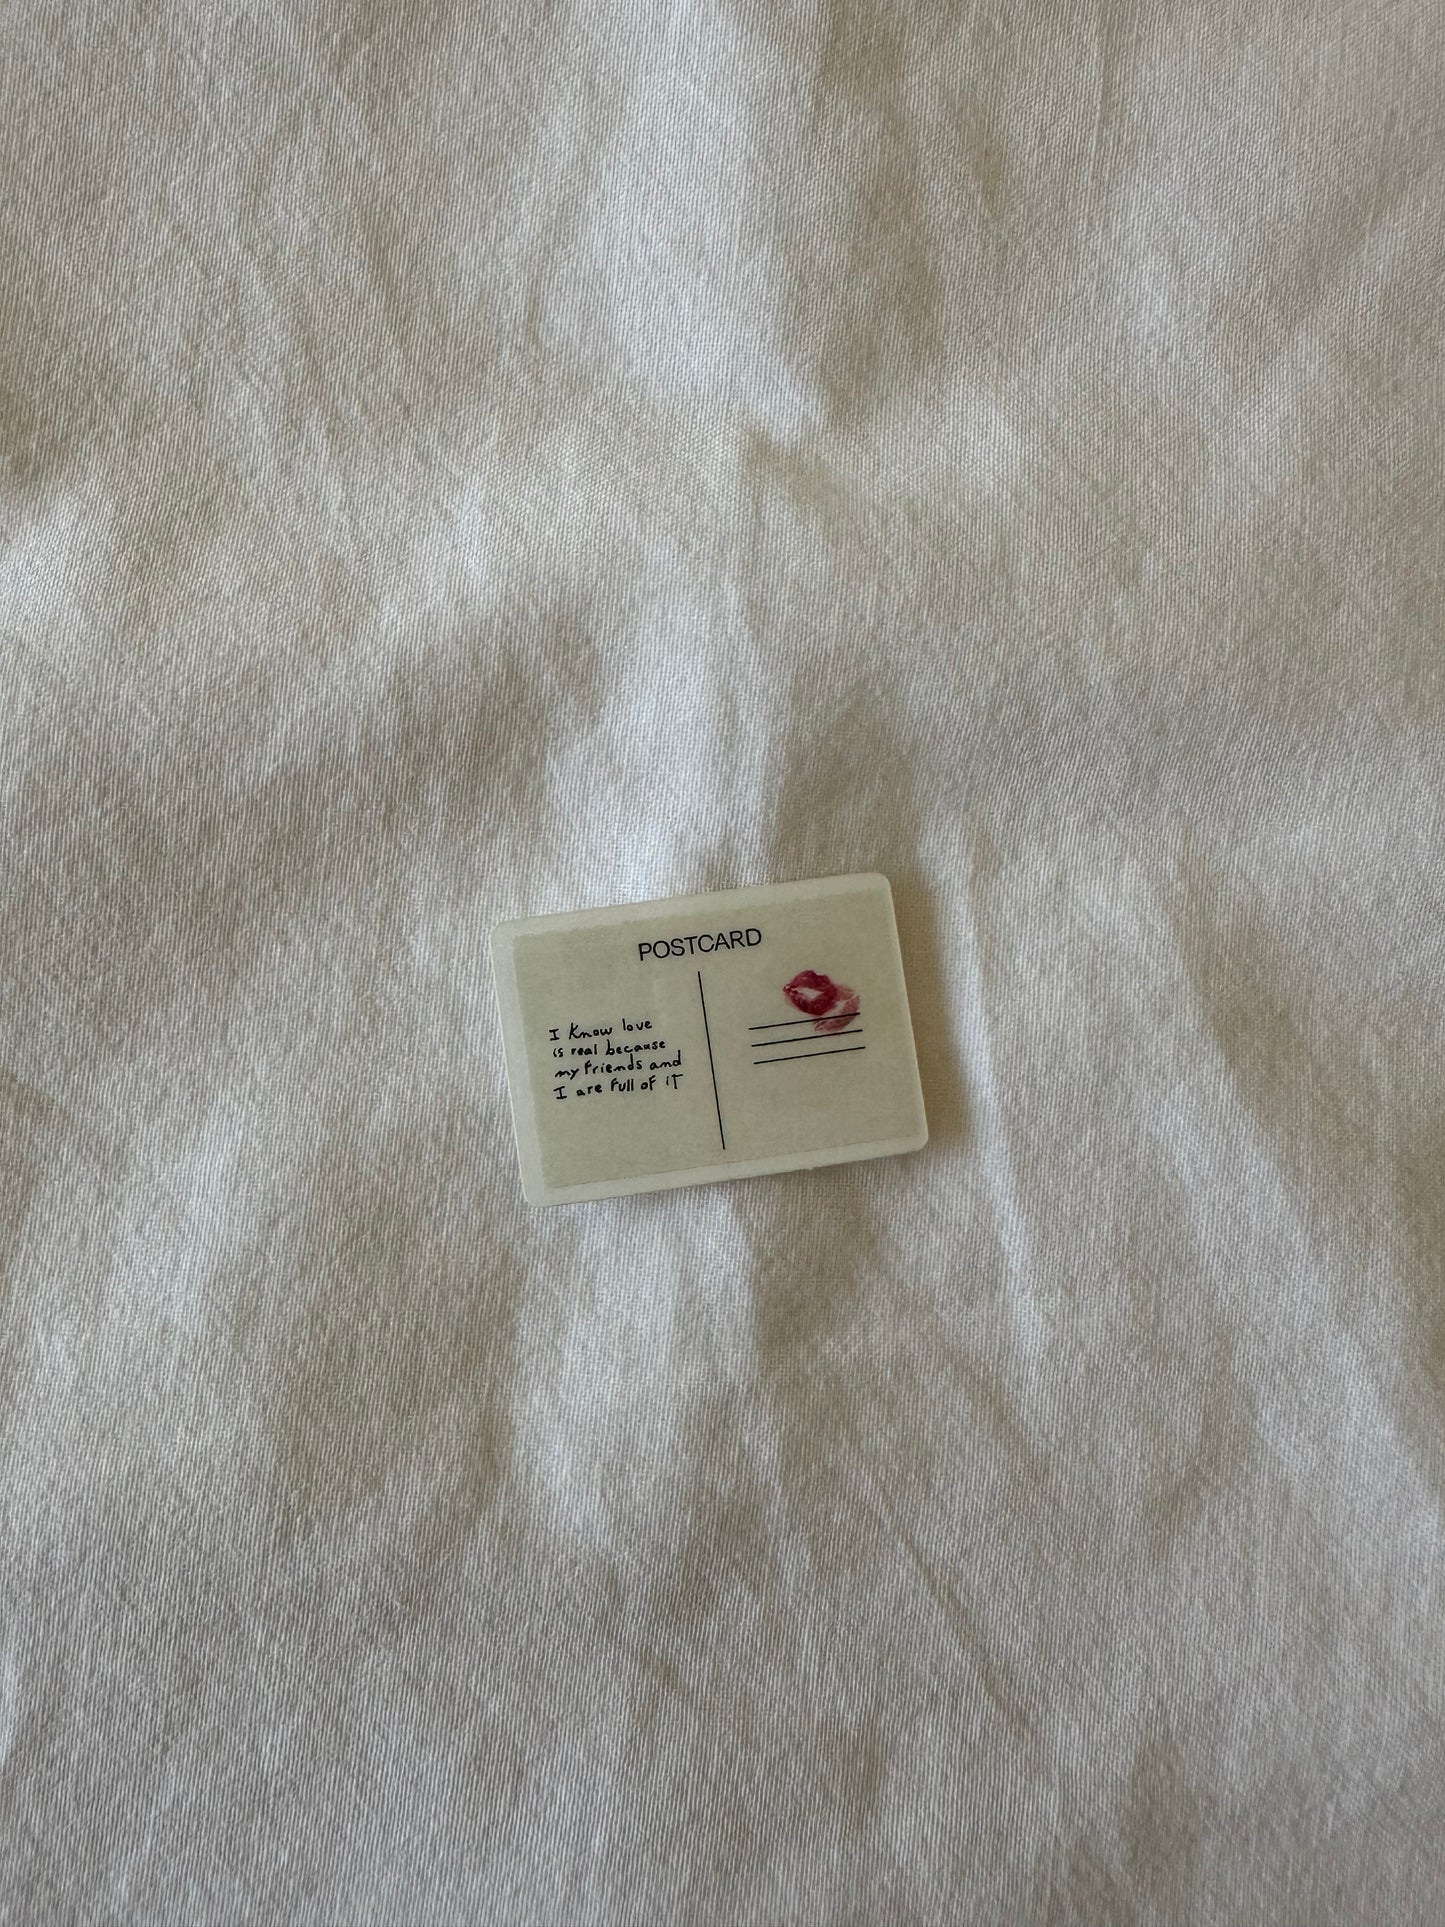 POSTCARD
I know love
is real because
my friends and
I are full of it